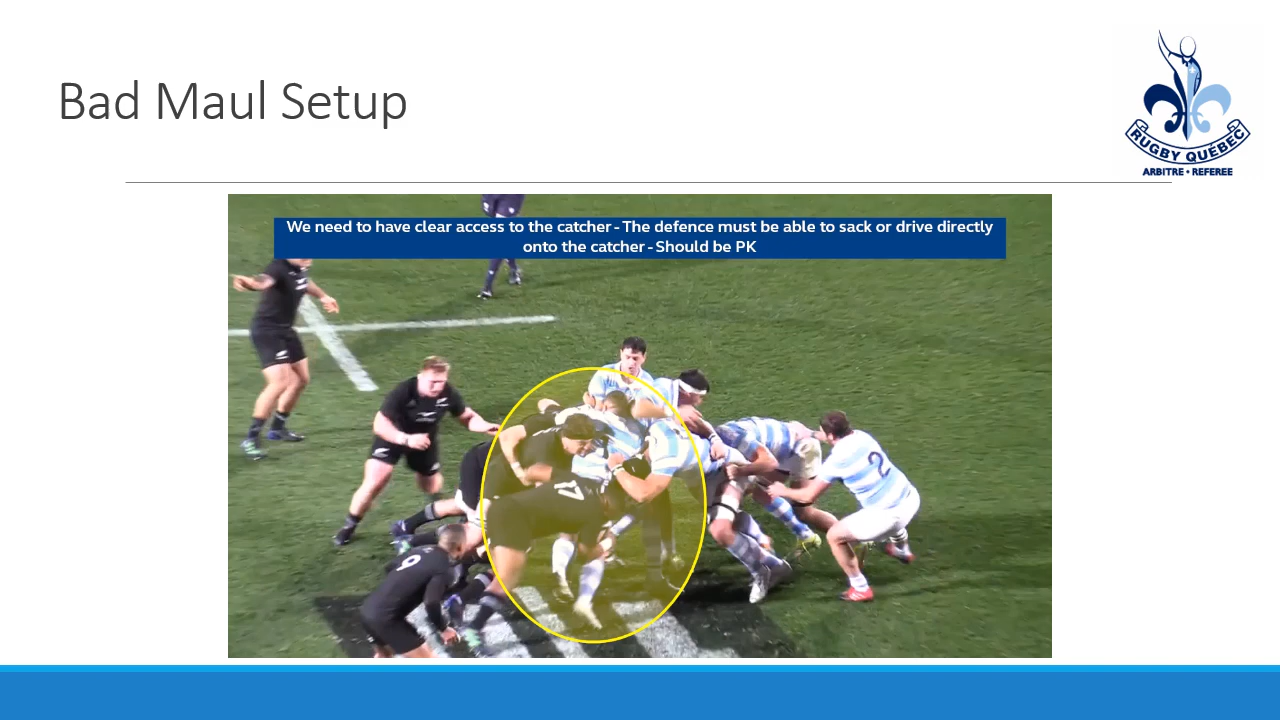 Bad Maul Setup
RUGBY QUÉBEC
ARBITRE • REFEREE
We need to have clear access to the catcher - The defence must be able to sack or drive directly
onto the catcher - Should be PK
2
17
9